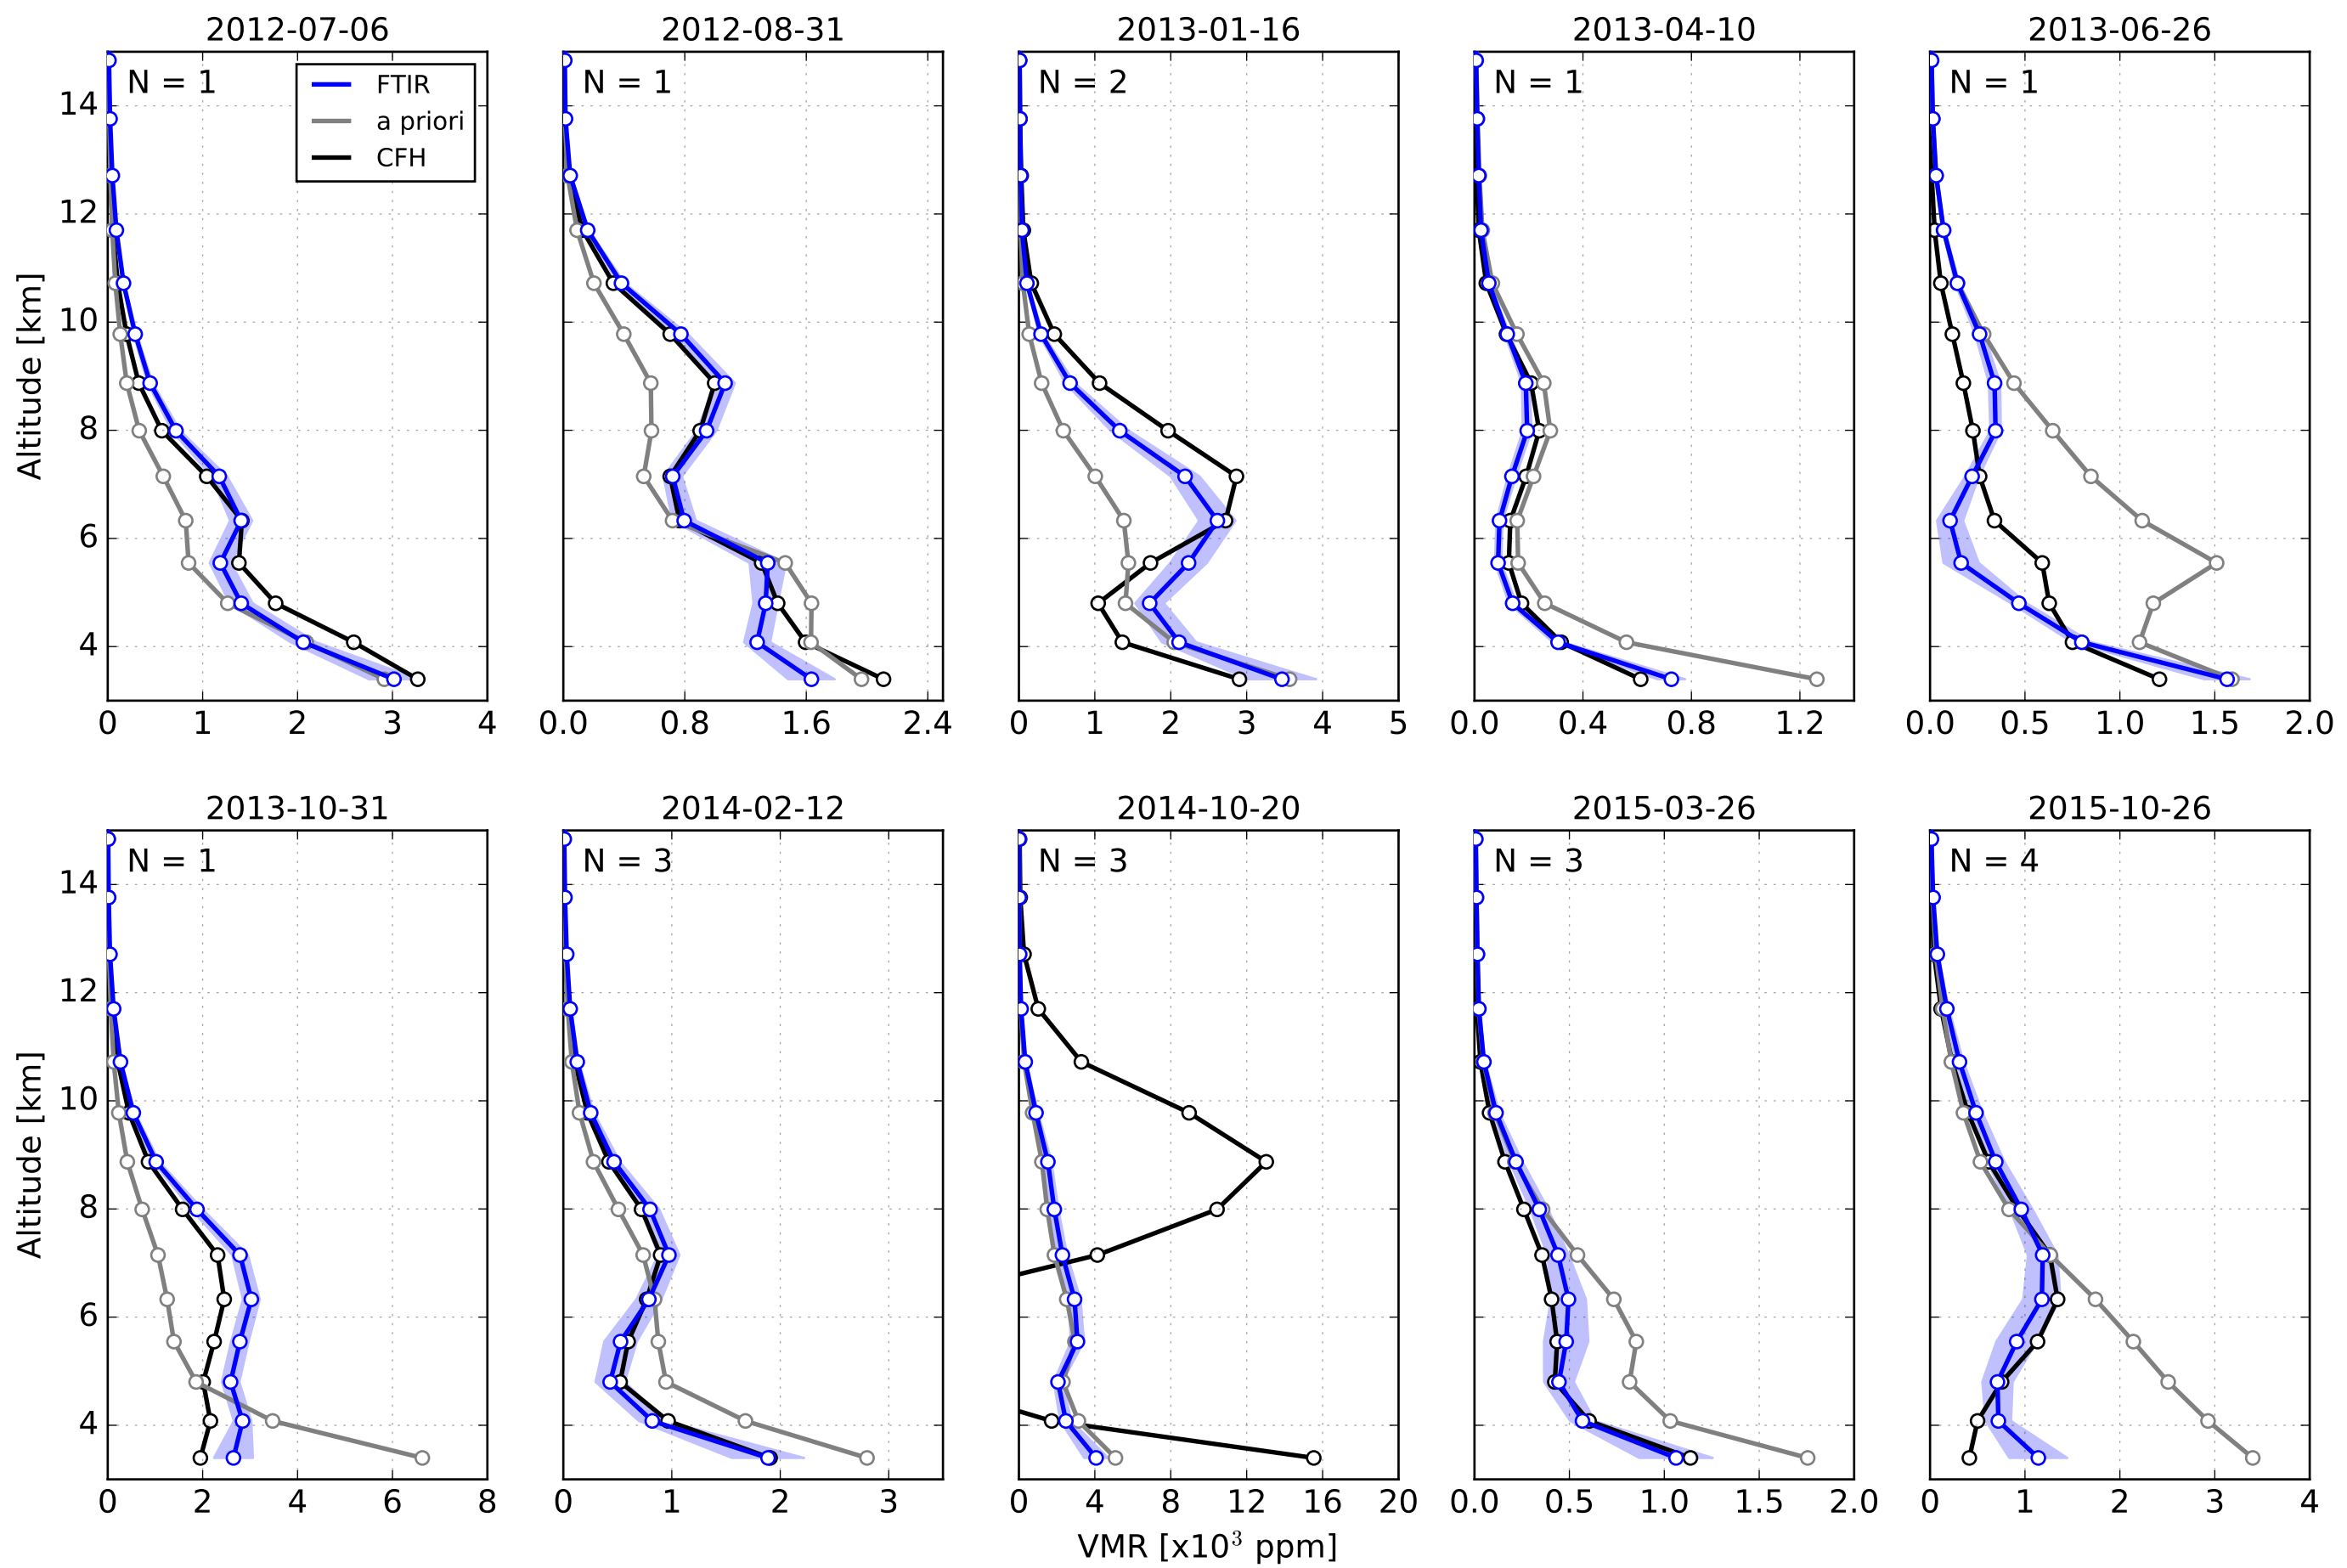 2012-07-06 2012-08-31 2013-01-16 2013-04-10 2013-06-26
N = 1 N = 1 N = 2 N = 1 N = 1
FTIR
a priori
CFH
Altitude [km]
14
12
10
8
6
4
0 1 2 3 4 0.0 0.8 1.6 2.4 0 1 2 3 4 5 0.0 0.4 0.8 1.2 0.0 0.5 1.0 1.5 2.0
2013-10-31 2014-02-12 2014-10-20 2015-03-26 2015-10-26
N = 1 N = 3 N = 3 N = 3 N = 4
Altitude [km]
14
12
10
8
6
4
0 2 4 6 8 0 1 2 3 0 4 8 12 16 20 0.0 0.5 1.0 1.5 2.0 0 1 2 3 4
VMR [x10³ ppm]